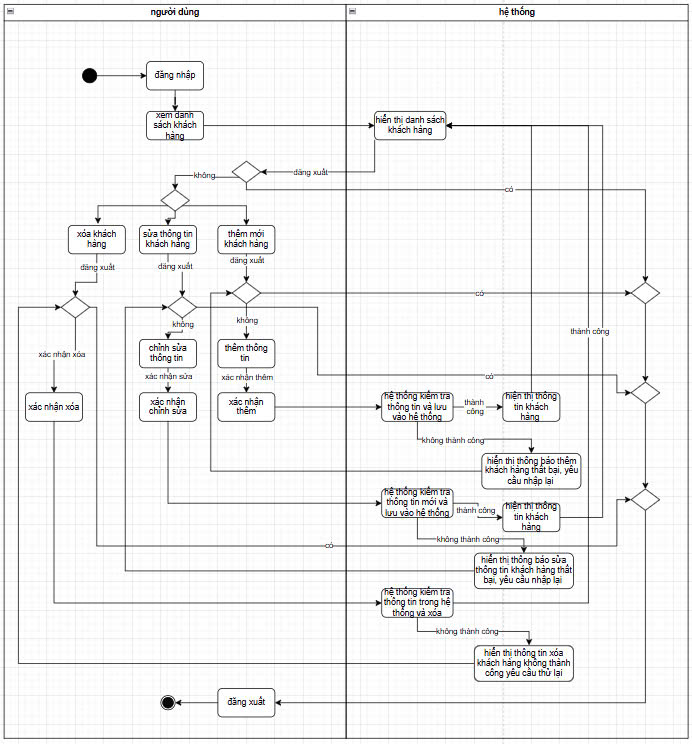 người dùng
hệ thống
đăng nhập
xem danh
sách khách
hàng
hiển thị danh sách
khách hàng
không
đăng xuất
có
xóa khách
hàng
sửa thông tin
khách hàng
thêm mới
khách hàng
đăng xuất
đăng xuất
đăng xuất
có
không
không
thành công
chỉnh sửa
thông tin
thêm thông
tin
xác nhận xóa
xác nhận sửa
xác nhận thêm
có
xác nhận xóa
xác nhận
chỉnh sửa
xác nhận
thêm
hệ thống kiểm tra
thông tin và lưu
vào hệ thống
thành
công
hiển thị thông
tin khách
hàng
không thành công
hiển thị thông báo thêm
khách hàng thất bại, yêu
cầu nhập lại
hệ thống kiểm tra
thông tin mới và
lưu vào hệ thống
thành công
hiển thị thông
tin khách
hàng
không thành công
có
hiển thị thông báo sửa
thông tin khách hàng thất
bại, yêu cầu nhập lại
hệ thống kiểm tra
thông tin trong hệ
thống và xóa
không thành công
hiển thị thông tin xóa
khách hàng không thành
công yêu cầu thử lại
đăng xuất